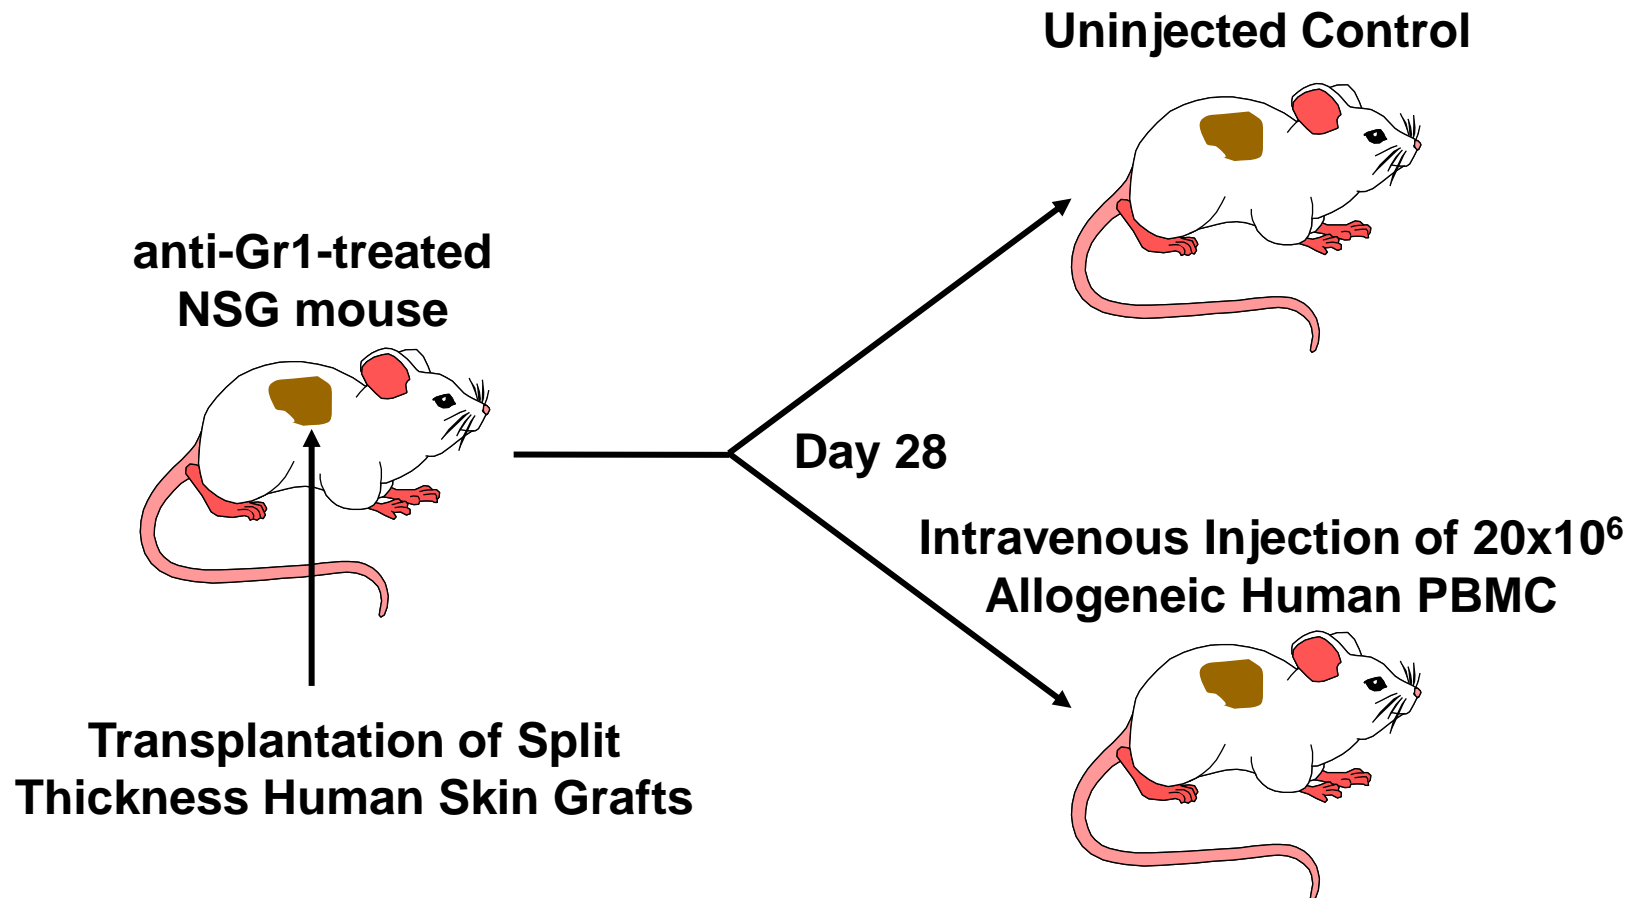 Uninjected Control
anti-Gr1-treated
NSG mouse
Day 28
Intravenous Injection of 20x10⁶
Allogeneic Human PBMC
Transplantation of Split
Thickness Human Skin Grafts